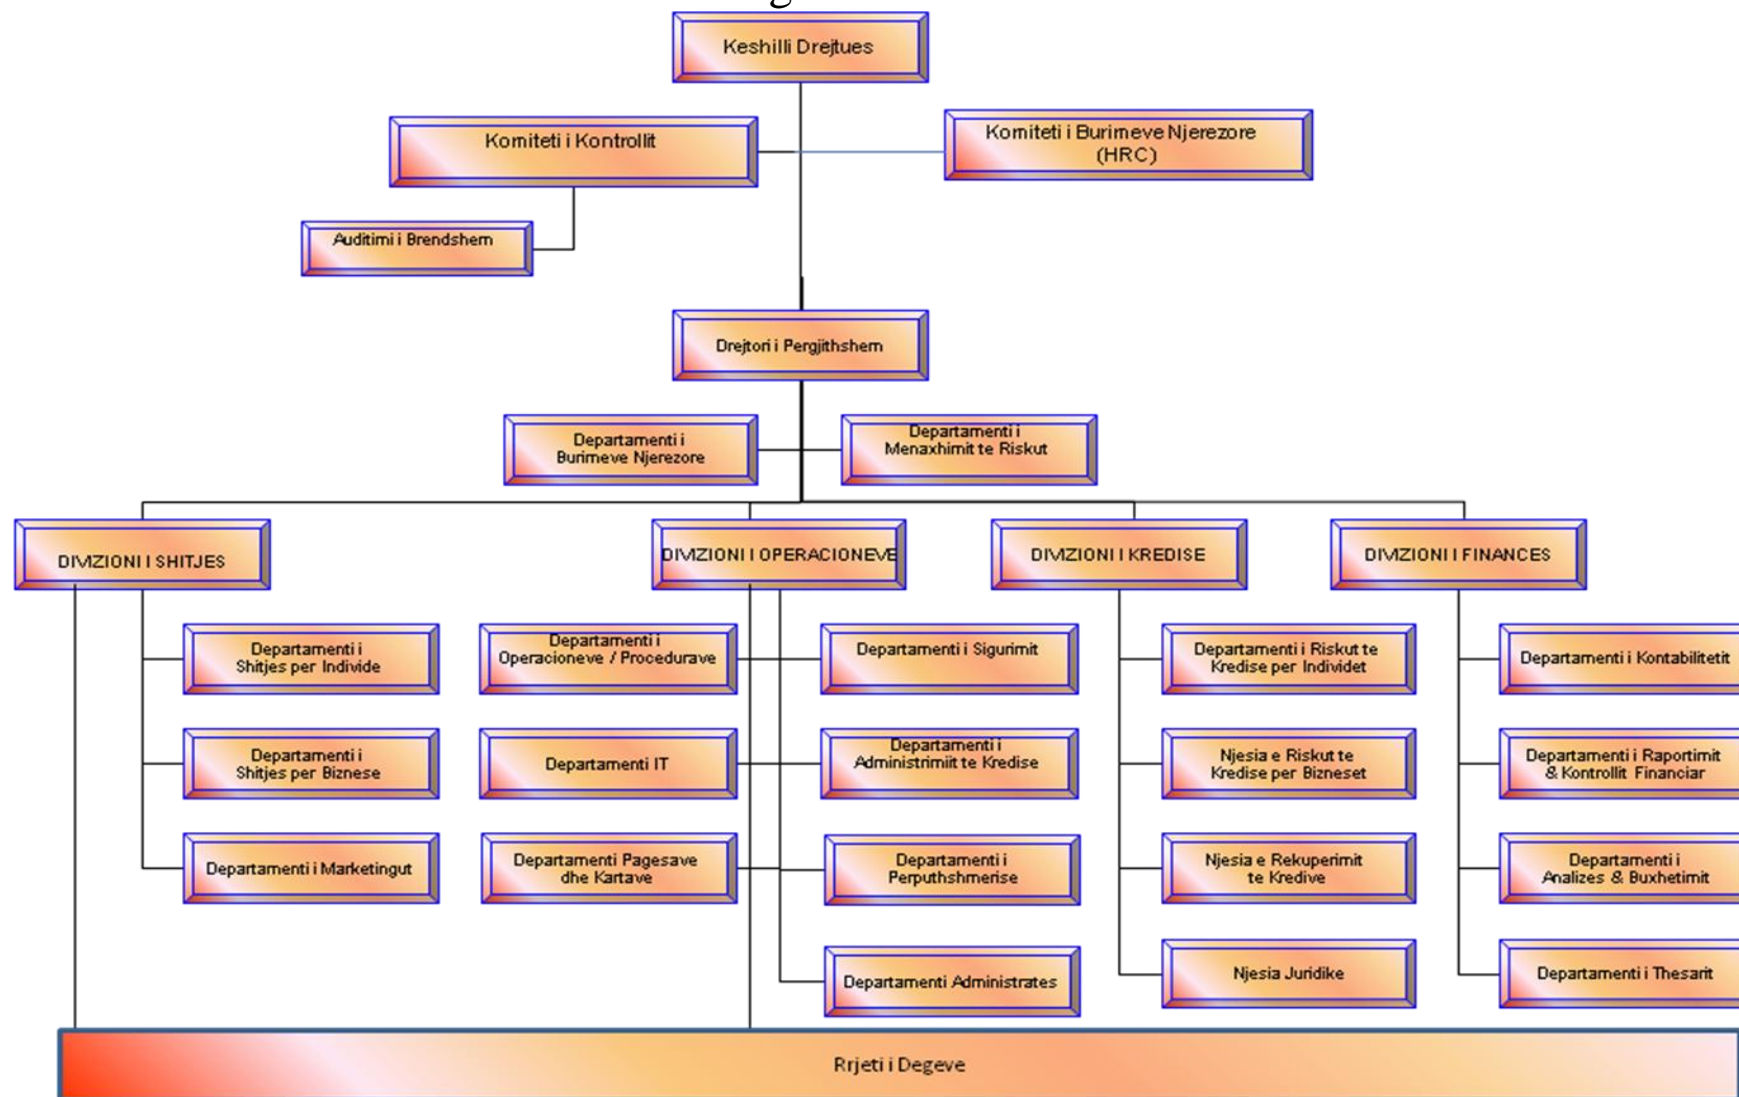 Keshilli Drejtues
Komiteti i Kontrollit
Komiteti i Burimeve Njerezore
(HRC)
Auditimi i Brendshem
Drejtori i Pergjithshem
Departamenti i
Burimeve Njerezore
Departamenti i
Menaxhimit te Riskut
DIVIZIONI I SHITJES
DIVIZIONI I OPERACIONEVE
DIVIZIONI I KREDISE
DIVIZIONI I FINANCES
Departamenti i
Shitjes per Individe
Departamenti i
Operacioneve / Procedurave
Departamenti i Sigurimit
Departamenti i Riskut te
Kredise per Individet
Departamenti i Kontabilitetit
Departamenti i
Shitjes per Biznese
Departamenti IT
Departamenti i
Administrimiit te Kredise
Njesia e Riskut te
Kredise per Bizneset
Departamenti i Raportimit
& Kontrollit Financiar
Departamenti i Marketingut
Departamenti Pagesave
dhe Kartave
Departamenti i
Perputhshmerise
Njesia e Rekuperimit
te Kredive
Departamenti i
Analizes & Buxhetimit
Departamenti Administrates
Njesia Juridike
Departamenti i Thesarit
Rrjeti i Degeve